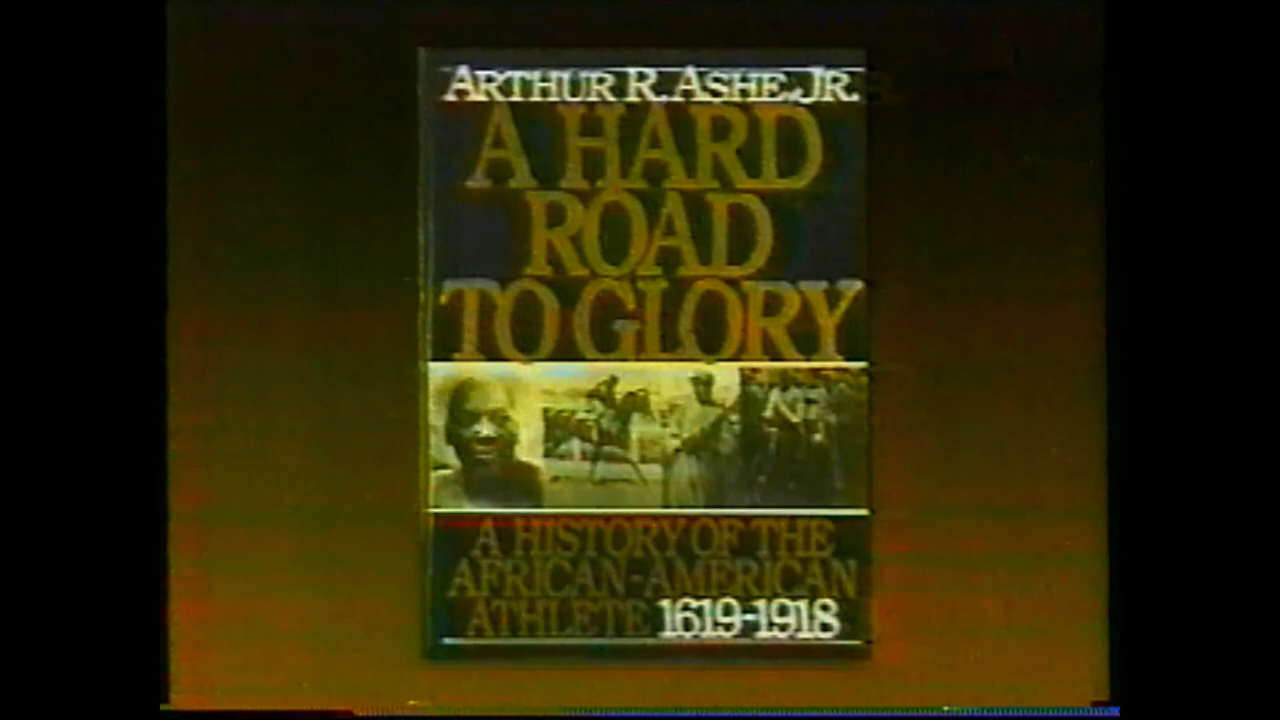 ARTHUR R. ASHE, JR.
A HARD
ROAD
TO GLORY
A HISTORY OF THE
AFRICAN-AMERICAN
ATHLETE 1619-1918